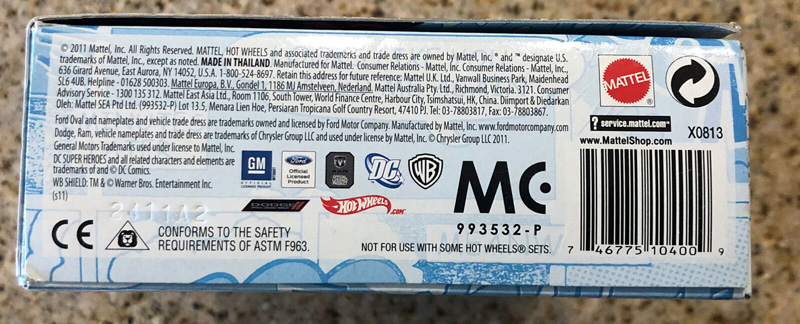 © 2011 Mattel, Inc. All Rights Reserved. MATTEL, HOT WHEELS and associated trademarks and trade dress are owned by Mattel, Inc. ® and ™ designate U.S.
trademarks of Mattel, Inc., except as noted. MADE IN THAILAND. Manufactured for Mattel - Consumer Relations - Mattel, Inc. Consumer Relations - Mattel, Inc.,
636 Girard Avenue, East Aurora, NY 14052, U.S.A. 1-800-524-8697. Retain this address for future reference: Mattel U.K. Ltd., Vanwall Business Park, Maidenhead
SL6 4UB. Helpline - 01628 500303. Mattel Europa, B.V., Gondel 1, 1186 MJ Amstelveen, Nederland. Mattel Australia Pty. Ltd., Richmond, Victoria. 3121. Consumer
Advisory Service - 1300 135 312. Mattel East Asia Ltd., Room 1106, South Tower, World Finance Centre, Harbour City, Tsimshatsui, HK, China. Diimport & Diedarkan
Oleh: Mattel SEA Ptd Ltd. (993532-P) Lot 13.5, Menara Lien Hoe, Persiaran Tropicana Golf Country Resort, 47410 PJ. Tel: 03-78803817, Fax: 03-78803867.
Ford Oval and nameplates and vehicle trade dress are trademarks owned and licensed by Ford Motor Company. Manufactured by Mattel, Inc. www.fordmotorcompany.com
Dodge, Ram, vehicle nameplates and trade dress are trademarks of Chrysler Group LLC and used under license by Mattel, Inc. © Chrysler Group LLC 2011.
General Motors Trademarks used under license to Mattel, Inc.
DC SUPER HEROES and all related characters and elements are
trademarks of and © DC Comics.
WB SHIELD: TM & © Warner Bros. Entertainment Inc.
(s11)
GM
OFFICIAL
LICENSED PRODUCT
Ford
Official
Licensed
Product
RAM
DC
WB
DODGE
HOT WHEELS.COM
MC
993532-P
MATTEL
? service.mattel.com
www.MattelShop.com
X0813
7 46775 10400 9
2411A2
CE
CONFORMS TO THE SAFETY
REQUIREMENTS OF ASTM F963.
NOT FOR USE WITH SOME HOT WHEELS® SETS.